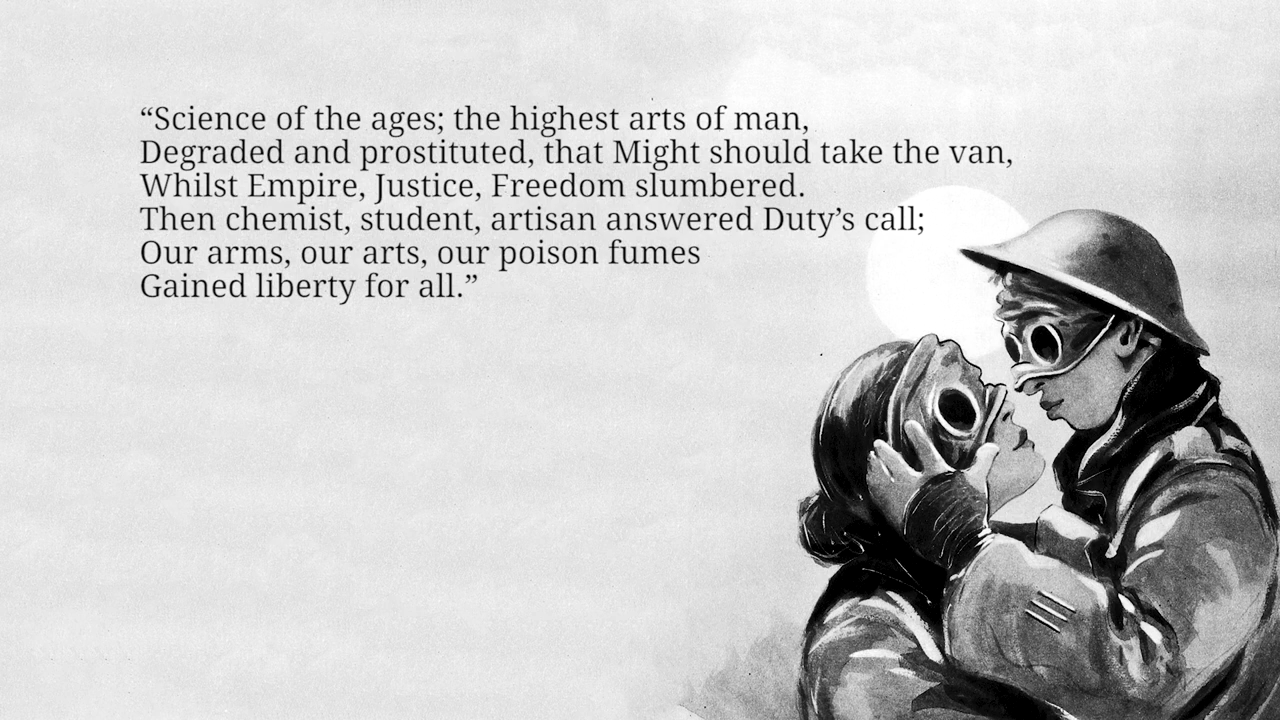 “Science of the ages; the highest arts of man,
Degraded and prostituted, that Might should take the van,
Whilst Empire, Justice, Freedom slumbered.
Then chemist, student, artisan answered Duty’s call;
Our arms, our arts, our poison fumes
Gained liberty for all.”